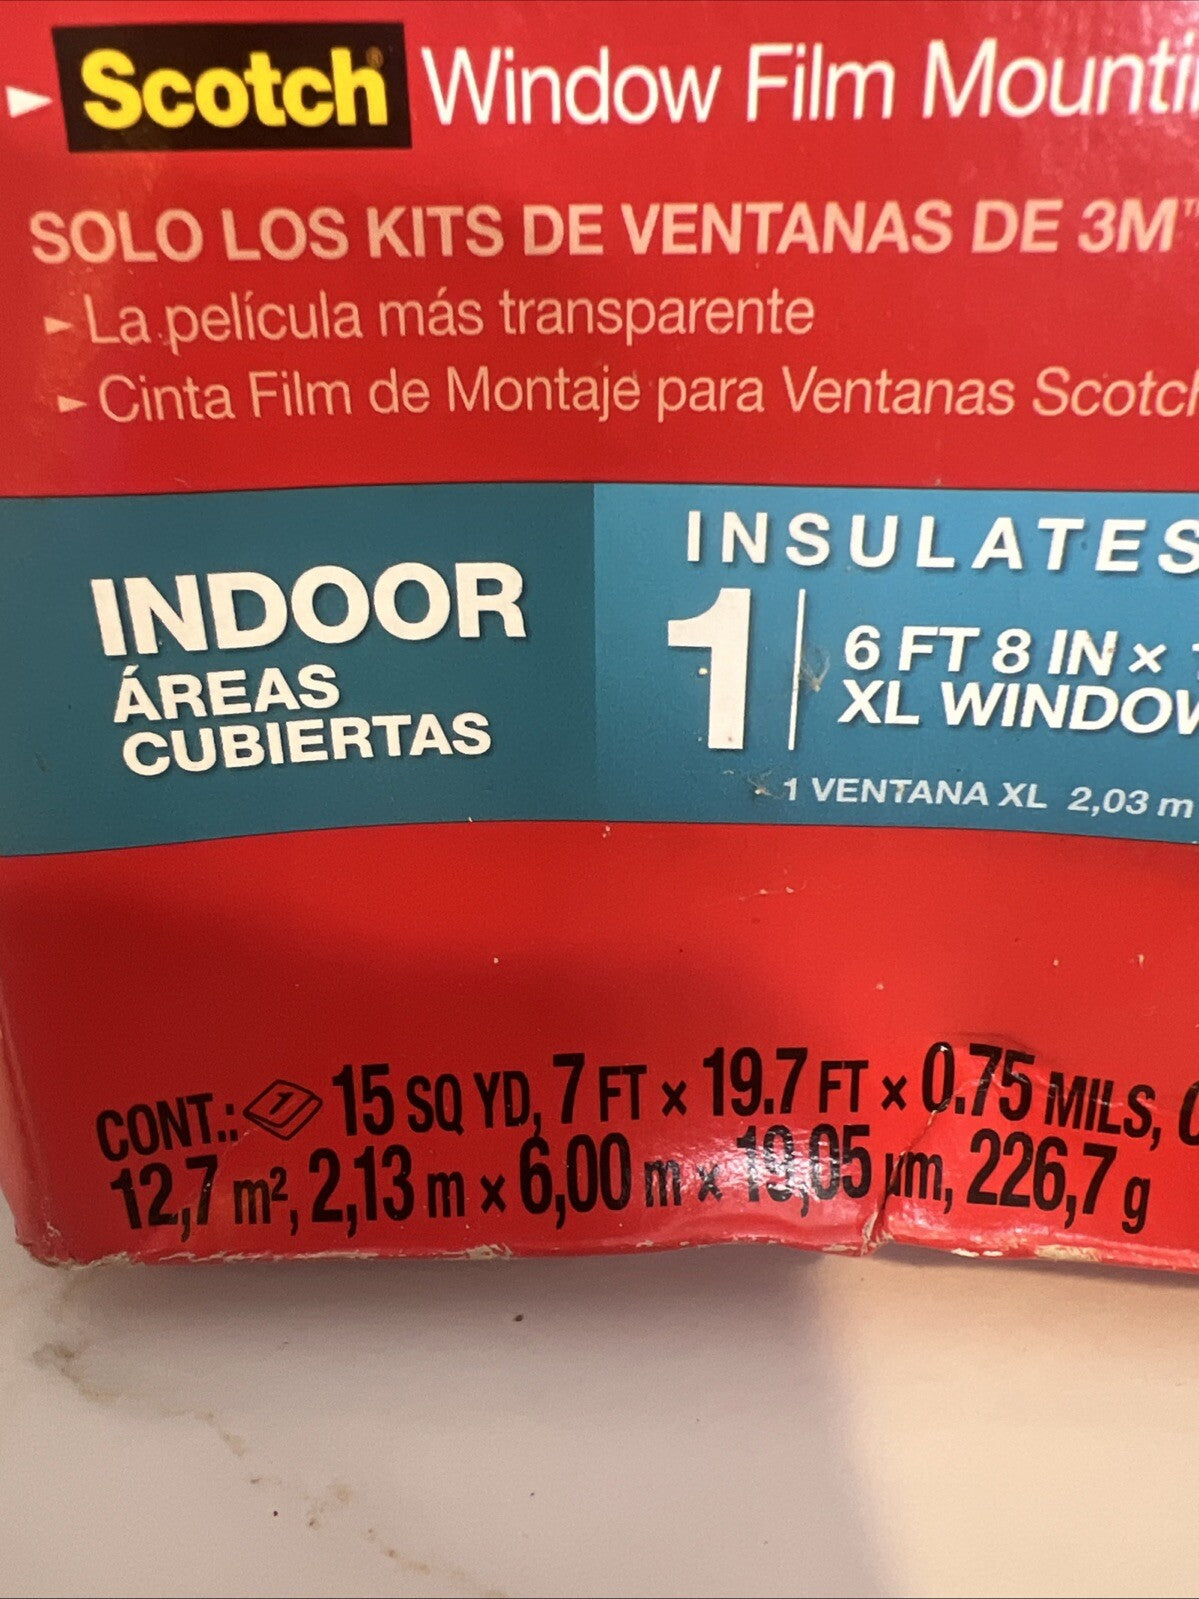 Scotch® Window Film
SOLO LOS KITS DE VENTANAS DE 3M™
La película más transparente
Cinta Film de Montaje para Ventanas Scotch
INDOOR
ÁREAS
CUBIERTAS
INSULATES
1
6 FT 8 IN ×
XL WINDOW
1 VENTANA XL 2,03 m
CONT.: 1 15 SQ YD, 7 FT × 19.7 FT × 0.75 MILS,
12,7 m², 2,13 m × 6,00 m × 19,05 µm, 226,7 g